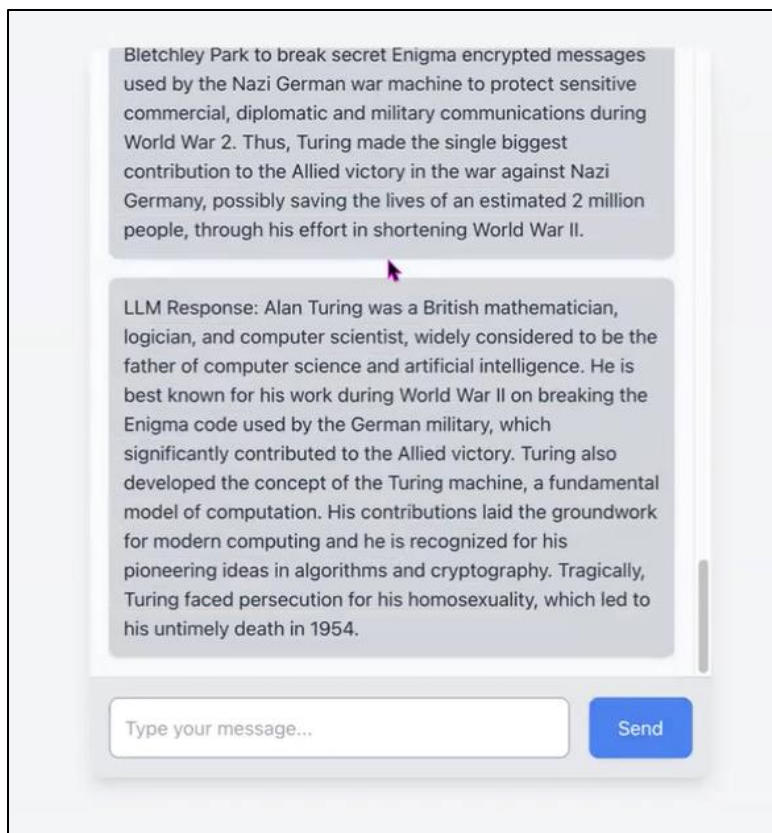 Bletchley Park to break secret Enigma encrypted messages
used by the Nazi German war machine to protect sensitive
commercial, diplomatic and military communications during
World War 2. Thus, Turing made the single biggest
contribution to the Allied victory in the war against Nazi
Germany, possibly saving the lives of an estimated 2 million
people, through his effort in shortening World War II.
LLM Response: Alan Turing was a British mathematician,
logician, and computer scientist, widely considered to be the
father of computer science and artificial intelligence. He is
best known for his work during World War II on breaking the
Enigma code used by the German military, which
significantly contributed to the Allied victory. Turing also
developed the concept of the Turing machine, a fundamental
model of computation. His contributions laid the groundwork
for modern computing and he is recognized for his
pioneering ideas in algorithms and cryptography. Tragically,
Turing faced persecution for his homosexuality, which led to
his untimely death in 1954.
Type your message...
Send